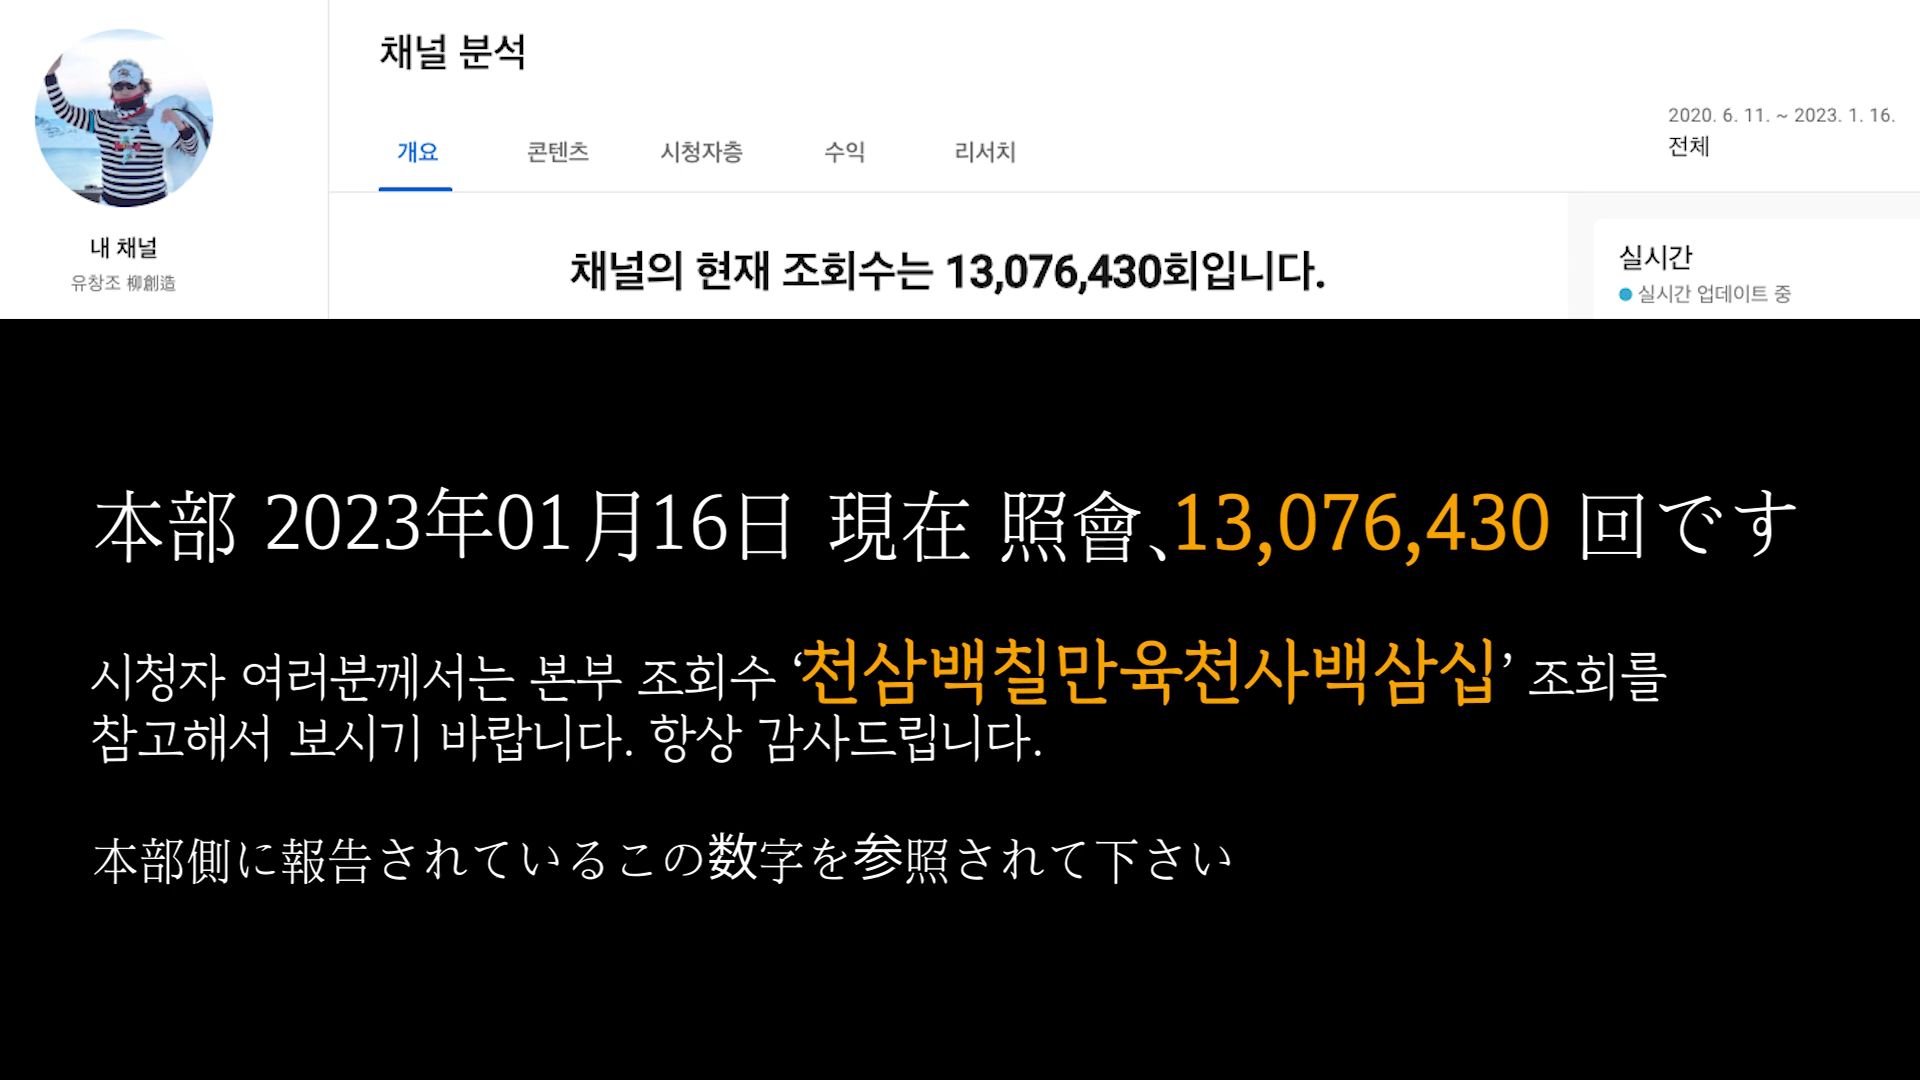 채널 분석
2020. 6. 11. ~ 2023. 1. 16.
전체
개요 콘텐츠 시청자층 수익 리서치
내 채널
유창조 柳創造
채널의 현재 조회수는 13,076,430회입니다.
실시간
실시간 업데이트 중
本部 2023年01月16日 現在 照會、13,076,430 回です
시청자 여러분께서는 본부 조회수 ‘천삼백칠만육천사백삼십’ 조회를
참고해서 보시기 바랍니다. 항상 감사드립니다.
本部側に報告されているこの数字を参照されて下さい